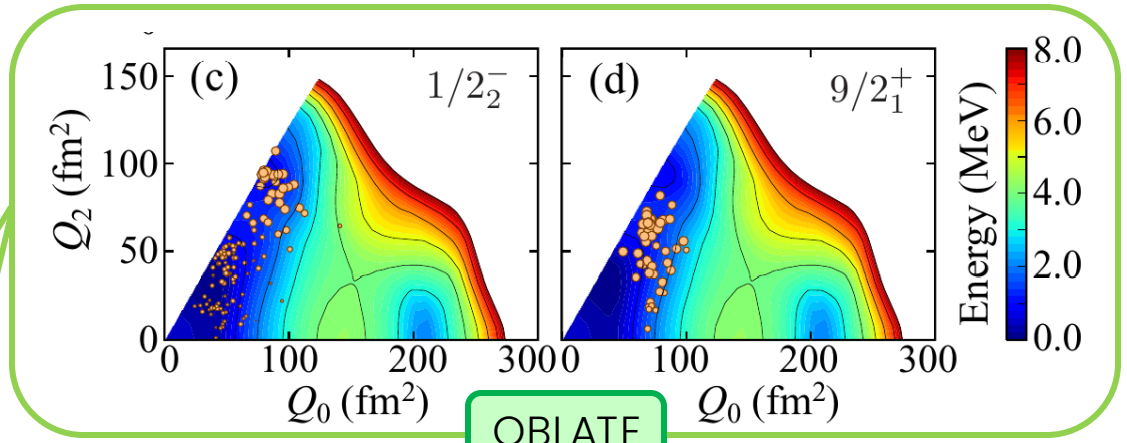 (c) 1/2₂⁻
(d) 9/2₁⁺
Q₂ (fm²)
150
100
50
0
0 100 200 300
0 100 200 300
Q₀ (fm²)
Q₀ (fm²)
Energy (MeV)
8.0
6.0
4.0
2.0
0.0
OBLATE